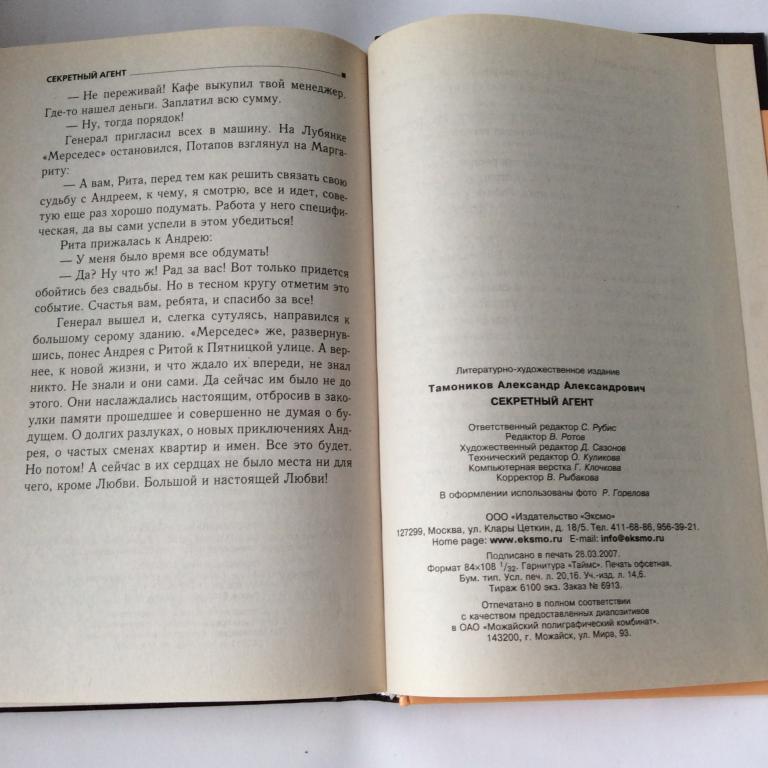 СЕКРЕТНЫЙ АГЕНТ
— Не переживай! Кафе выкупил твой менеджер.
Где-то нашел деньги. Заплатил всю сумму.
— Ну, тогда порядок!
Генерал пригласил всех в машину. На Лубянке
«Мерседес» остановился, Потапов взглянул на Марга-
риту:
— А вам, Рита, перед тем как решить связать свою
судьбу с Андреем, к чему, я смотрю, все и идет, сове-
тую еще раз хорошо подумать. Работа у него специфи-
ческая, да вы сами успели в этом убедиться!
Рита прижалась к Андрею:
— У меня было время все обдумать!
— Да? Ну что ж! Рад за вас! Вот только придется
обойтись без свадьбы. Но в тесном кругу отметим это
событие. Счастья вам, ребята, и спасибо за все!
Генерал вышел и, слегка сутулясь, направился к
большому серому зданию. «Мерседес» же, развернув-
шись, понес Андрея с Ритой к Пятницкой улице. А вер-
нее, к новой жизни, и что ждало их впереди, не знал
никто. Не знали и они сами. Да сейчас им было не до
этого. Они наслаждались настоящим, отбросив в зако-
улки памяти прошедшее и совершенно не думая о бу-
дущем. О долгих разлуках, о новых приключениях Анд-
рея, о частых сменах квартир и имен. Все это будет.
Но потом! А сейчас в их сердцах не было места ни для
чего, кроме Любви. Большой и настоящей Любви!
Литературно-художественное издание
Тамоников Александр Александрович
СЕКРЕТНЫЙ АГЕНТ
Ответственный редактор С. Рубис
Редактор В. Ротов
Художественный редактор Д. Сазонов
Технический редактор О. Куликова
Компьютерная верстка Г. Клочкова
Корректор В. Рыбакова
В оформлении использованы фото Р. Горелова
ООО «Издательство «Эксмо»
127299, Москва, ул. Клары Цеткин, д. 18/5. Тел. 411-68-86, 956-39-21.
Home page: www.eksmo.ru E-mail: info@eksmo.ru
Подписано в печать 28.03.2007.
Формат 84×108 1/32. Гарнитура «Таймс». Печать офсетная.
Бум. тип. Усл. печ. л. 20,16. Уч.-изд. л. 14,6.
Тираж 6100 экз. Заказ № 6913.
Отпечатано в полном соответствии
с качеством предоставленных диапозитивов
в ОАО «Можайский полиграфический комбинат».
143200, г. Можайск, ул. Мира, 93.